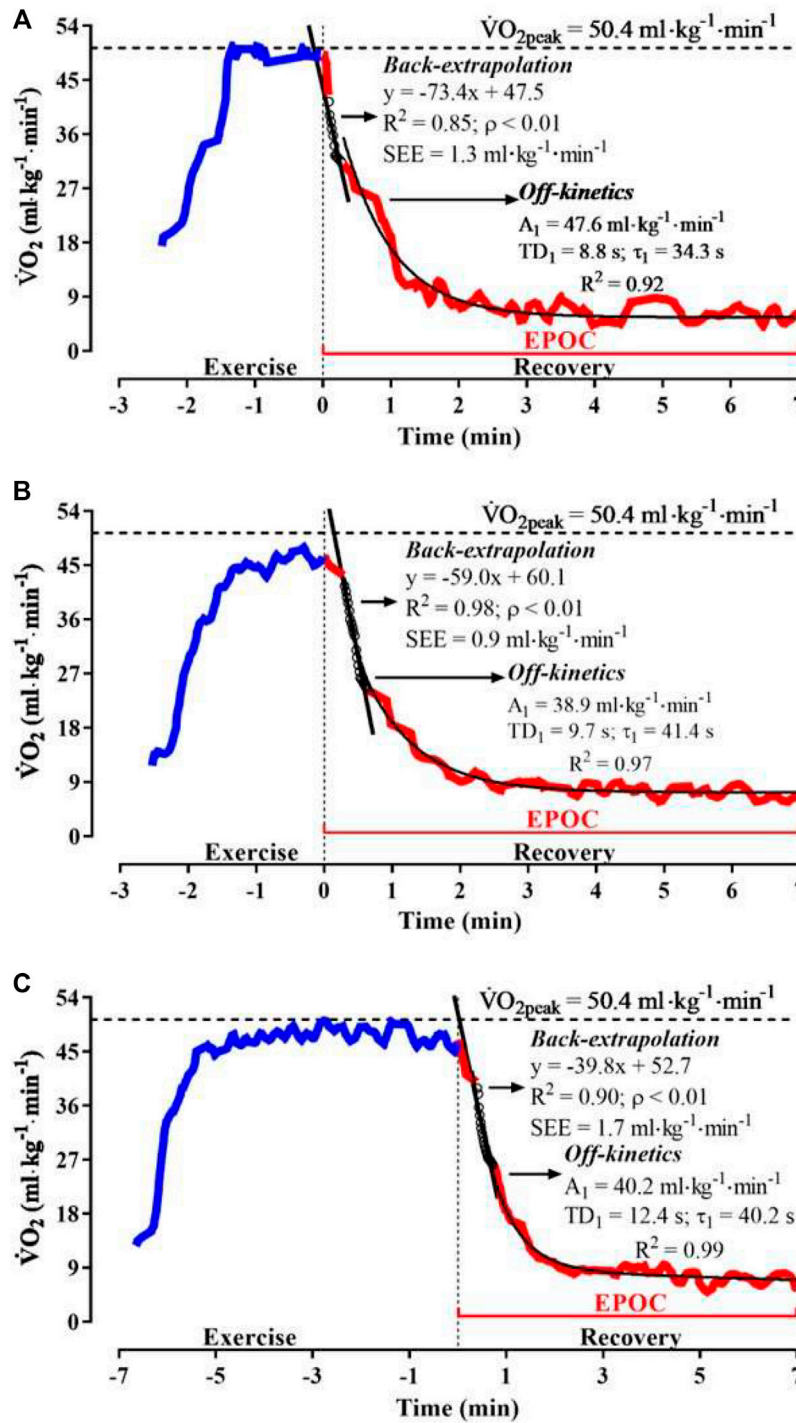 A
V̇O2peak = 50.4 ml·kg-1·min-1
Back-extrapolation
y = -73.4x + 47.5
R2 = 0.85; ρ < 0.01
SEE = 1.3 ml·kg-1·min-1
Off-kinetics
A1 = 47.6 ml·kg-1·min-1
TD1 = 8.8 s; τ1 = 34.3 s
R2 = 0.92
V̇O2 (ml·kg-1·min-1)
54
45
36
27
18
9
0
EPOC
Exercise Recovery
-3 -2 -1 0 1 2 3 4 5 6 7
Time (min)
B
V̇O2peak = 50.4 ml·kg-1·min-1
Back-extrapolation
y = -59.0x + 60.1
R2 = 0.98; ρ < 0.01
SEE = 0.9 ml·kg-1·min-1
Off-kinetics
A1 = 38.9 ml·kg-1·min-1
TD1 = 9.7 s; τ1 = 41.4 s
R2 = 0.97
V̇O2 (ml·kg-1·min-1)
54
45
36
27
18
9
0
EPOC
Exercise Recovery
-3 -2 -1 0 1 2 3 4 5 6 7
Time (min)
C
V̇O2peak = 50.4 ml·kg-1·min-1
Back-extrapolation
y = -39.8x + 52.7
R2 = 0.90; ρ < 0.01
SEE = 1.7 ml·kg-1·min-1
Off-kinetics
A1 = 40.2 ml·kg-1·min-1
TD1 = 12.4 s; τ1 = 40.2 s
R2 = 0.99
V̇O2 (ml·kg-1·min-1)
54
45
36
27
18
9
0
EPOC
Exercise Recovery
-7 -5 -3 -1 1 3 5 7
Time (min)